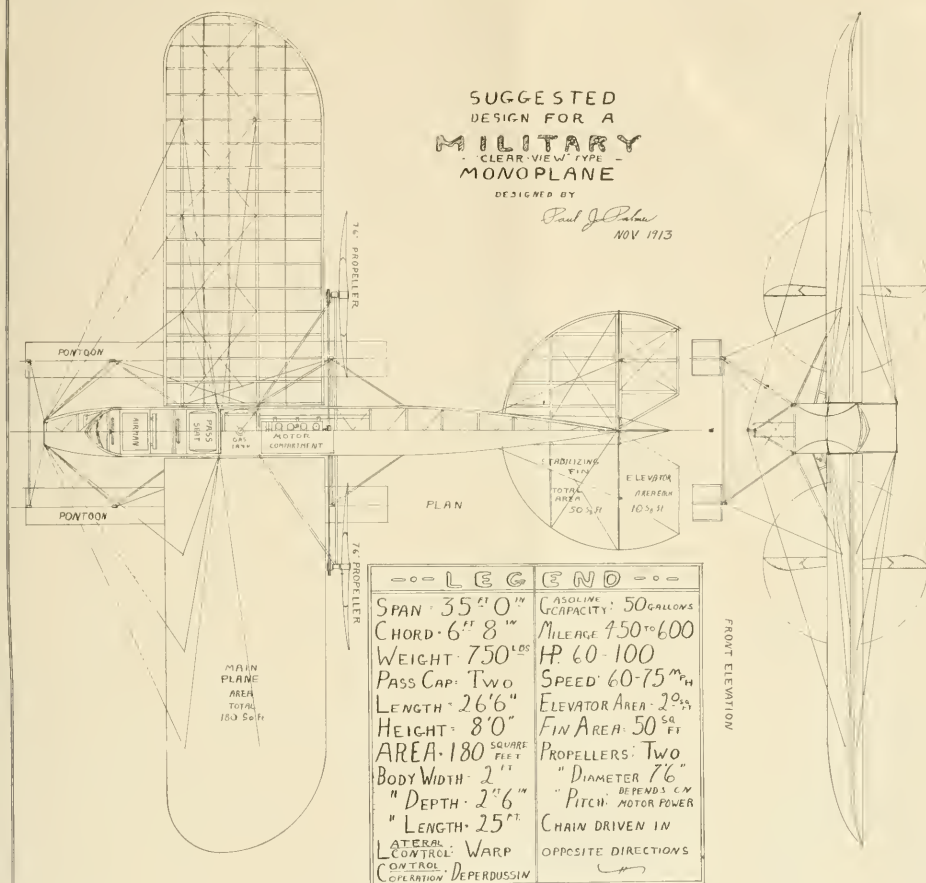 SUGGESTED
DESIGN FOR A
MILITARY
- "CLEAR-VIEW" TYPE -
MONOPLANE
DESIGNED BY
Paul J. Palmer
NOV 1913
7'6" PROPELLER
PONTOON
AIRMAN
PASS
SEAT
GAS
TANK
MOTOR
COMPARTMENT
PONTOON
7'6" PROPELLER
PLAN
STABILIZING
FIN
TOTAL
AREA
50 sq ft
ELEVATOR
AREA EACH
10 sq ft
MAIN
PLANE
AREA
TOTAL
180 Sq Ft
FRONT ELEVATION
LEGEND
SPAN · 35 FT 0 IN
CHORD · 6 FT 8 IN
WEIGHT · 750 LBS
PASS CAP: TWO
LENGTH · 26'6"
HEIGHT · 8'0"
AREA · 180 SQUARE FEET
BODY WIDTH · 2 FT
" DEPTH · 2 FT 6 IN
" LENGTH · 25 FT.
LATERAL CONTROL: WARP
CONTROL OPERATION: DEPERDUSSIN
GASOLINE CAPACITY: 50 GALLONS
MILEAGE 450 TO 600
HP. 60-100
SPEED · 60-75 MPH
ELEVATOR AREA · 20 SQ FT
FIN AREA · 50 SQ FT
PROPELLERS: TWO
" DIAMETER 7'6"
" PITCH: DEPENDS ON MOTOR POWER
CHAIN DRIVEN IN
OPPOSITE DIRECTIONS